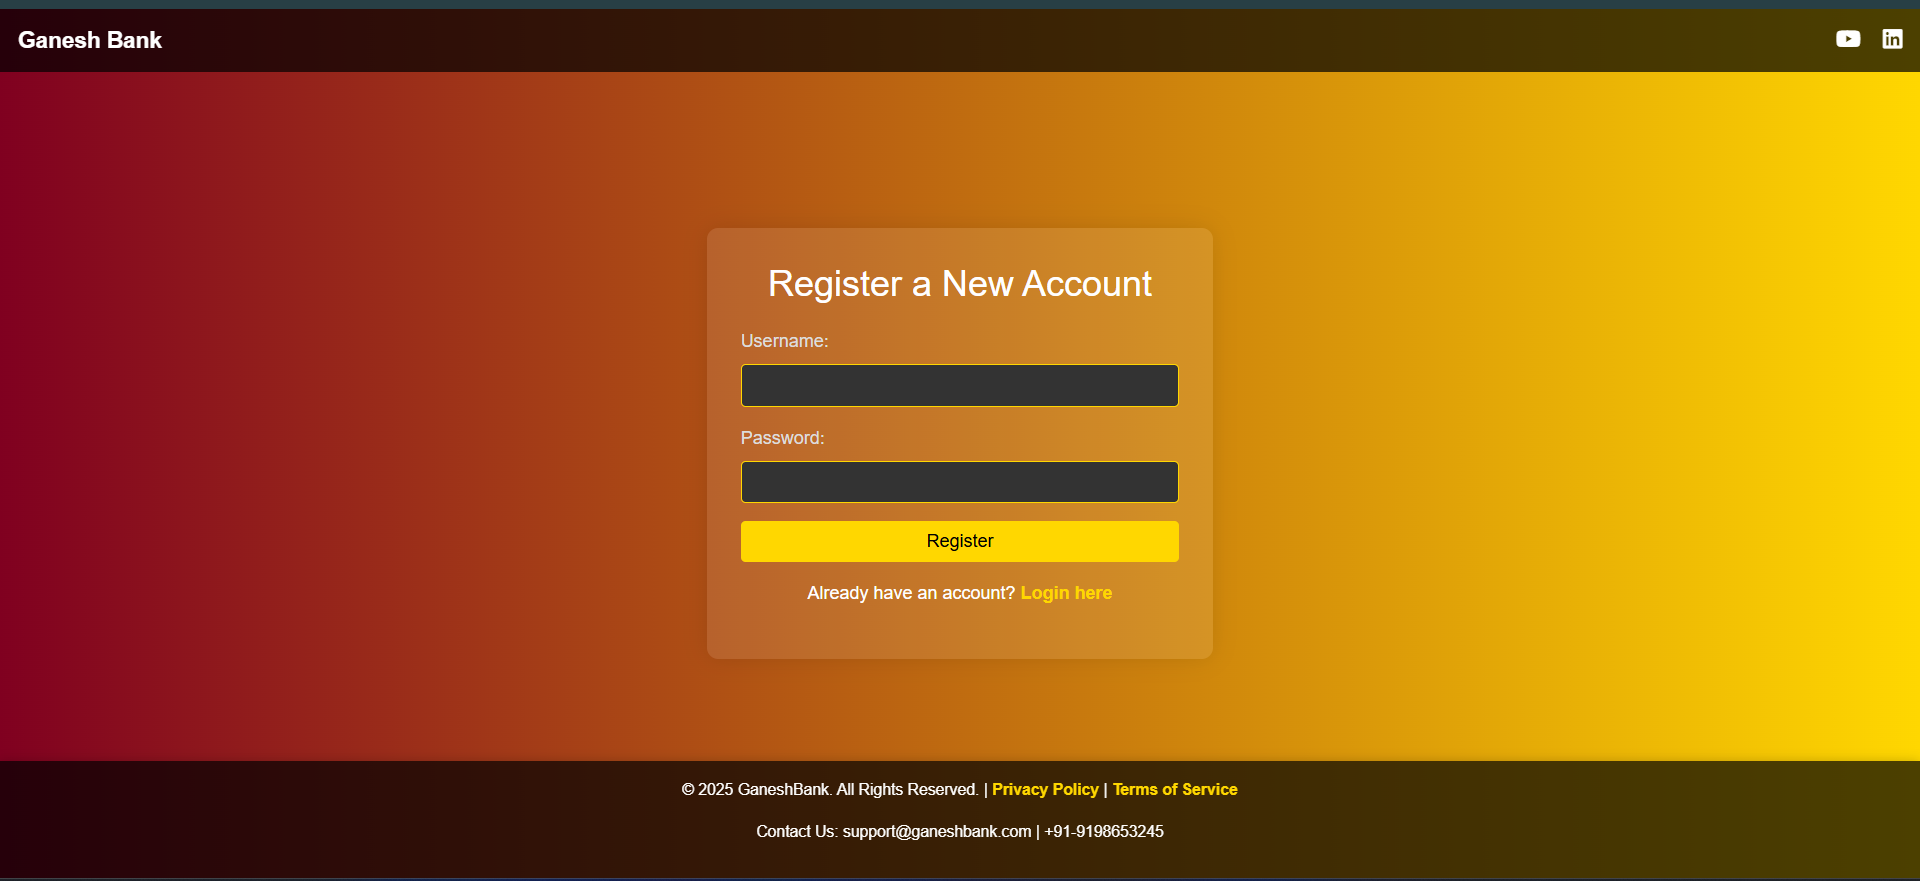 Ganesh Bank
Register a New Account
Username:
Password:
Register
Already have an account? Login here
© 2025 GaneshBank. All Rights Reserved. | Privacy Policy | Terms of Service
Contact Us: support@ganeshbank.com | +91-9198653245